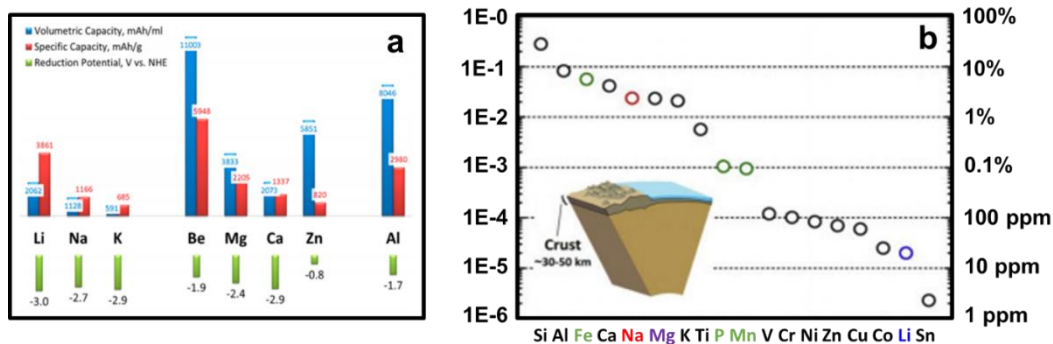 Volumetric Capacity, mAh/ml
Specific Capacity, mAh/g
Reduction Potential, V vs. NHE
a
11003
8046
5948
5851
3861
3833
2980
2062
2205
2073
1337
1166
1128
820
685
591
Li Na K Be Mg Ca Zn Al
-3.0
-2.7
-2.9
-1.9
-2.4
-2.9
-0.8
-1.7
b
1E-0 100%
1E-1 10%
1E-2 1%
1E-3 0.1%
1E-4 100 ppm
1E-5 10 ppm
1E-6 1 ppm
Crust
~30-50 km
Si Al Fe Ca Na Mg K Ti P Mn V Cr Ni Zn Cu Co Li Sn